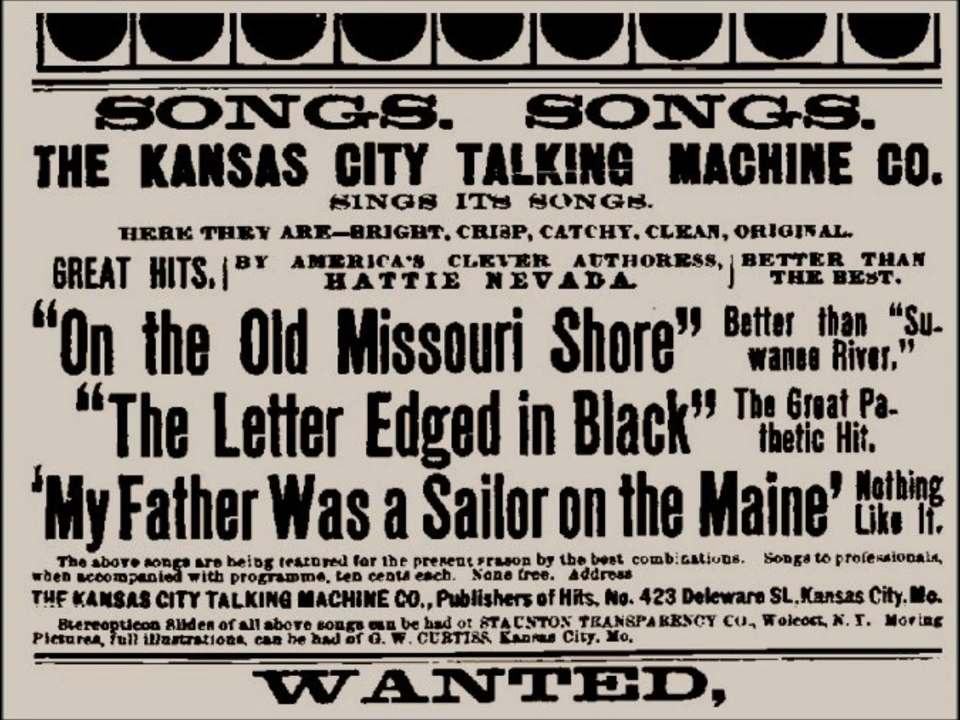 SONGS. SONGS.
THE KANSAS CITY TALKING MACHINE CO.
SINGS ITS SONGS.
HERE THEY ARE—BRIGHT, CRISP, CATCHY, CLEAN, ORIGINAL.
GREAT HITS, BY AMERICA'S CLEVER AUTHORESS, HATTIE NEVADA. BETTER THAN THE BEST.
"On the Old Missouri Shore" Better than "Su-
wanee River."
"The Letter Edged in Black" The Great Pa-
thetic Hit.
'My Father Was a Sailor on the Maine' Nothing
Like It.
The above songs are being featured for the present season by the best combinations. Songs to professionals,
when accompanied with programme, ten cents each. None free. Address
THE KANSAS CITY TALKING MACHINE CO., Publishers of Hits. No. 423 Deleware St., Kansas City, Mo.
Stereopticon Slides of all above songs can be had of STAUNTON TRANSPARENCY CO., Wolcott, N. Y. Moving
Pictures, full illustrations, can be had of G. W. CURTISS, Kansas City, Mo.
WANTED,